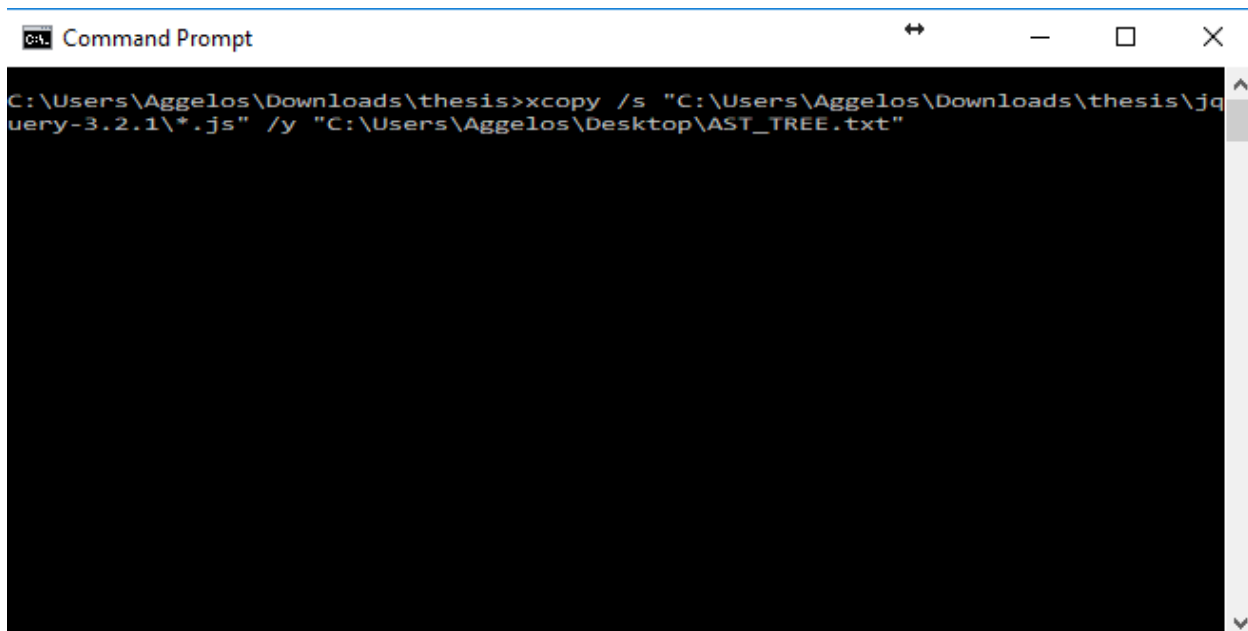 Command Prompt
C:\Users\Aggelos\Downloads\thesis>xcopy /s "C:\Users\Aggelos\Downloads\thesis\jq
uery-3.2.1\*.js" /y "C:\Users\Aggelos\Desktop\AST_TREE.txt"